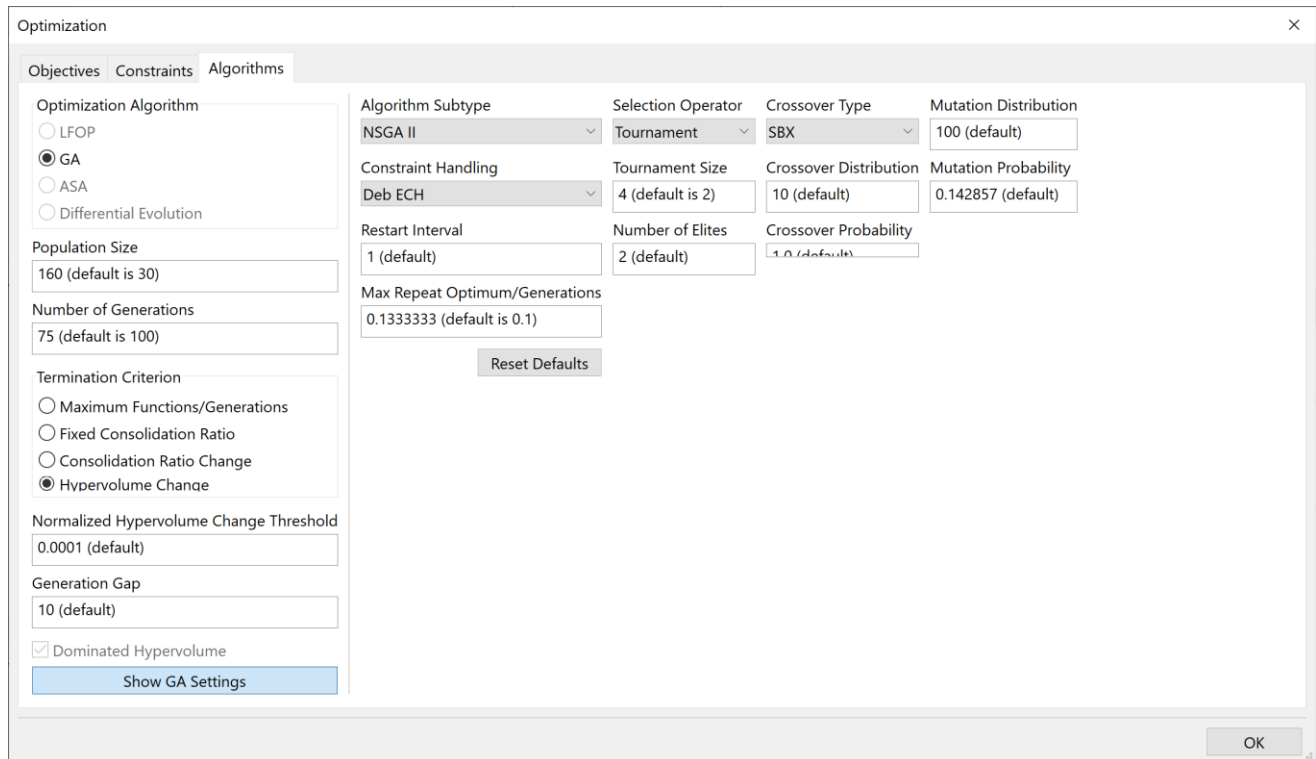 Optimization
Objectives Constraints Algorithms
Optimization Algorithm
LFOP
GA
ASA
Differential Evolution
Population Size
160 (default is 30)
Number of Generations
75 (default is 100)
Termination Criterion
Maximum Functions/Generations
Fixed Consolidation Ratio
Consolidation Ratio Change
Hypervolume Change
Normalized Hypervolume Change Threshold
0.0001 (default)
Generation Gap
10 (default)
Dominated Hypervolume
Show GA Settings
Algorithm Subtype
NSGA II
Constraint Handling
Deb ECH
Restart Interval
1 (default)
Max Repeat Optimum/Generations
0.1333333 (default is 0.1)
Reset Defaults
Selection Operator
Tournament
Tournament Size
4 (default is 2)
Number of Elites
2 (default)
Crossover Type
SBX
Crossover Distribution
10 (default)
Crossover Probability
1.0 (default)
Mutation Distribution
100 (default)
Mutation Probability
0.142857 (default)
OK